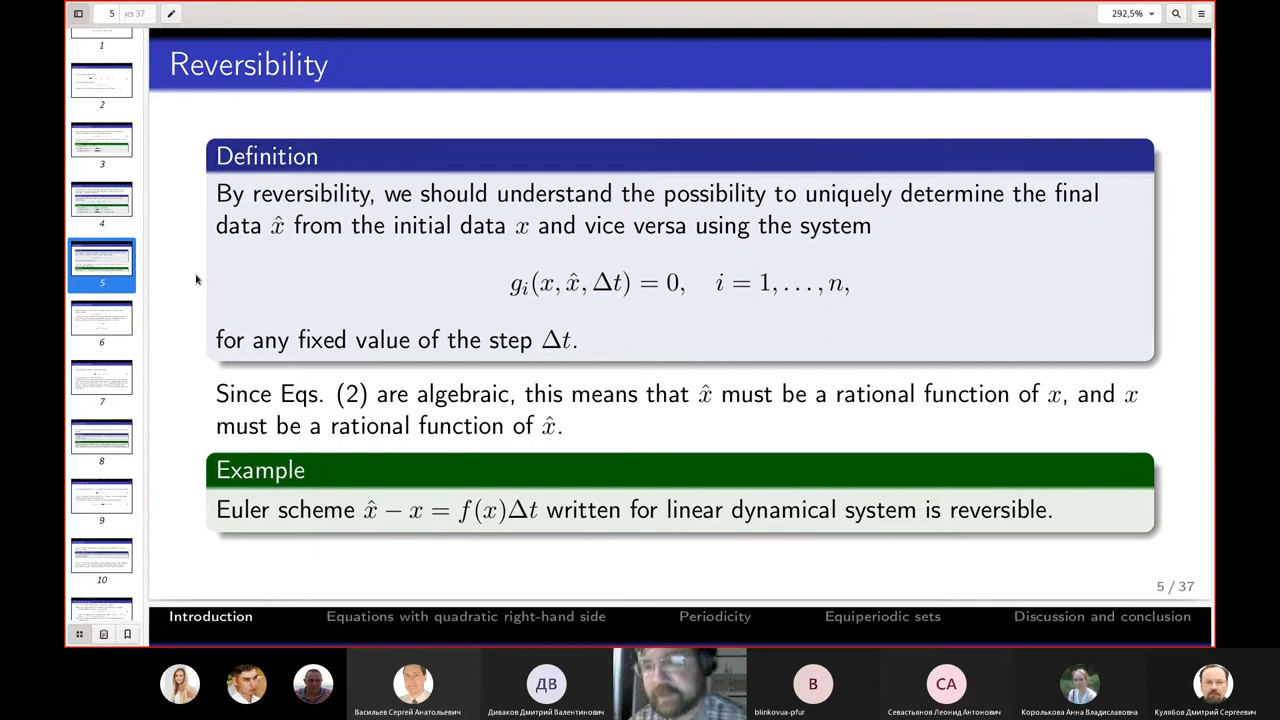 5 из 37 292,5%
1
2
3
4
5
6
7
8
9
10
Reversibility
Definition
By reversibility, we should understand the possibility to uniquely determine the final
data x̂ from the initial data x and vice versa using the system
gᵢ(x, x̂, Δt) = 0, i = 1, . . . , n,
for any fixed value of the step Δt.
Since Eqs. (2) are algebraic, this means that x̂ must be a rational function of x, and x
must be a rational function of x̂.
Example
Euler scheme x̂ − x = f(x)Δt written for linear dynamical system is reversible.
5 / 37
Introduction Equations with quadratic right-hand side Periodicity Equiperiodic sets Discussion and conclusion
ДВ В СА
Васильев Сергей Анатольевич Диваков Дмитрий Валентинович blinkovua-pfur Севастьянов Леонид Антонович Королькова Анна Владиславовна Кулябов Дмитрий Сергеевич